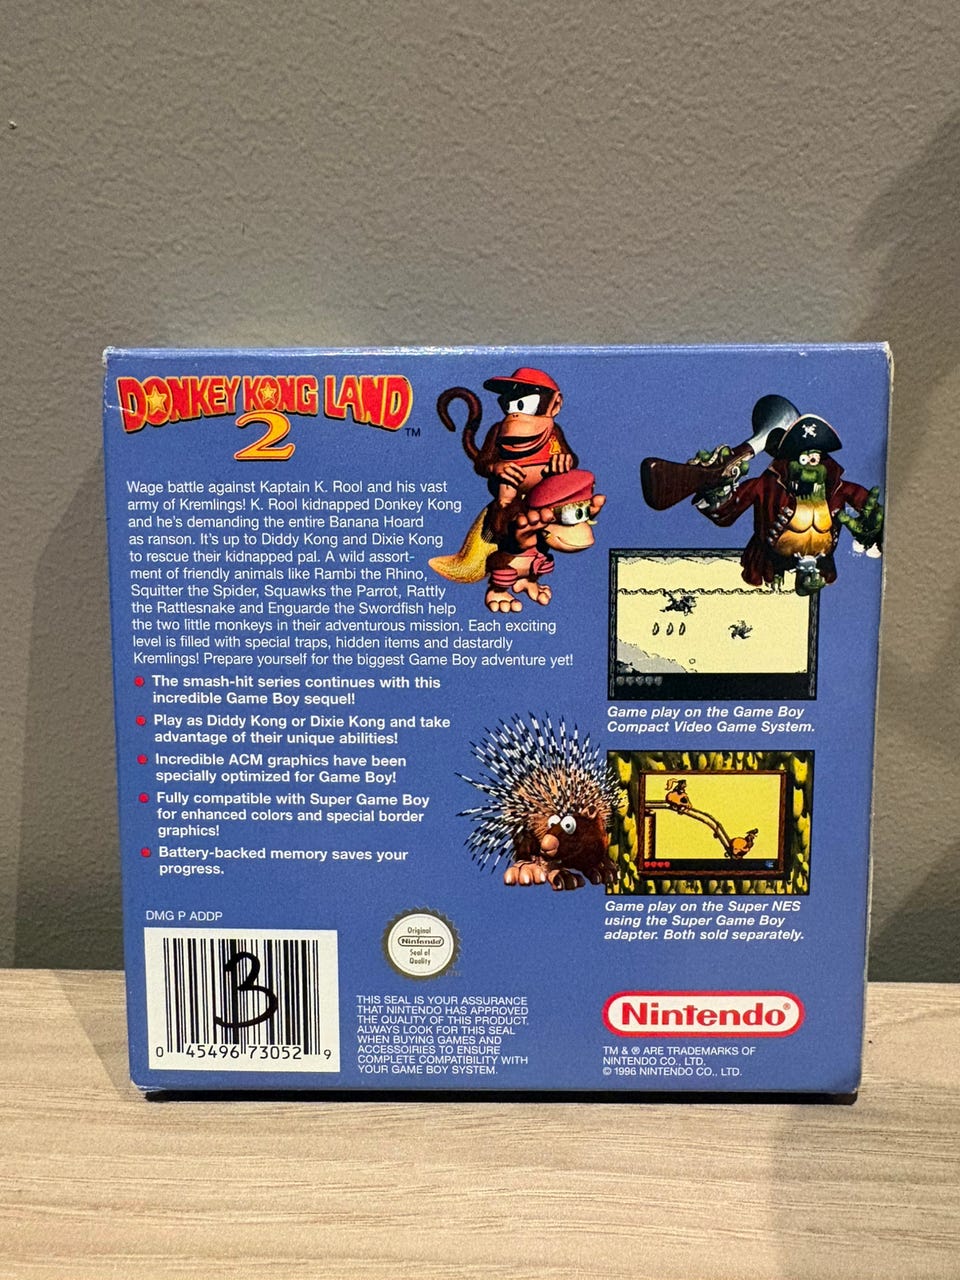 DONKEY KONG LAND
2 ™
Wage battle against Kaptain K. Rool and his vast
army of Kremlings! K. Rool kidnapped Donkey Kong
and he's demanding the entire Banana Hoard
as ranson. It's up to Diddy Kong and Dixie Kong
to rescue their kidnapped pal. A wild assort-
ment of friendly animals like Rambi the Rhino,
Squitter the Spider, Squawks the Parrot, Rattly
the Rattlesnake and Enguarde the Swordfish help
the two little monkeys in their adventurous mission. Each exciting
level is filled with special traps, hidden items and dastardly
Kremlings! Prepare yourself for the biggest Game Boy adventure yet!
The smash-hit series continues with this
incredible Game Boy sequel!
Play as Diddy Kong or Dixie Kong and take
advantage of their unique abilities!
Incredible ACM graphics have been
specially optimized for Game Boy!
Fully compatible with Super Game Boy
for enhanced colors and special border
graphics!
Battery-backed memory saves your
progress.
Game play on the Game Boy
Compact Video Game System.
Game play on the Super NES
using the Super Game Boy
adapter. Both sold separately.
DMG P ADDP
3
0 45496 73052 9
Original
Nintendo
Seal of
Quality
THIS SEAL IS YOUR ASSURANCE
THAT NINTENDO HAS APPROVED
THE QUALITY OF THIS PRODUCT.
ALWAYS LOOK FOR THIS SEAL
WHEN BUYING GAMES AND
ACCESSOIRIES TO ENSURE
COMPLETE COMPATIBILITY WITH
YOUR GAME BOY SYSTEM.
Nintendo®
TM & ® ARE TRADEMARKS OF
NINTENDO CO., LTD.
© 1996 NINTENDO CO., LTD.